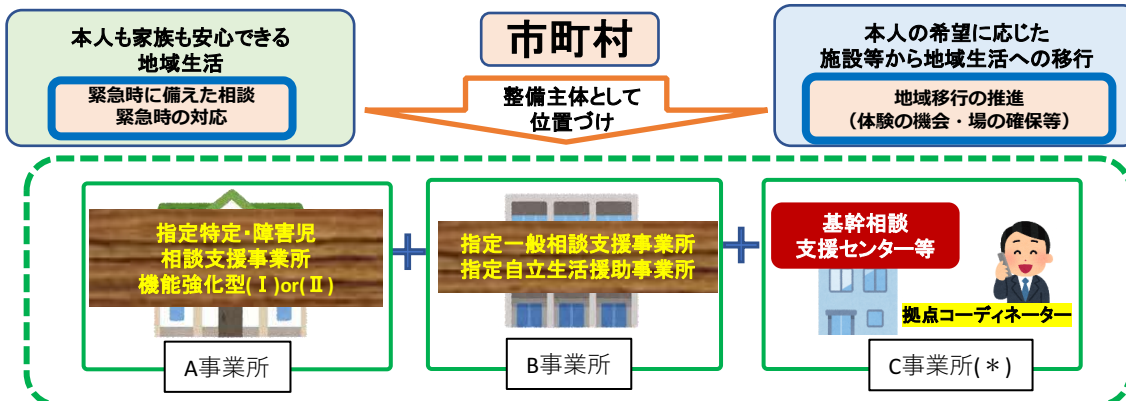 本人も家族も安心できる
地域生活
緊急時に備えた相談
緊急時の対応
市町村
整備主体として
位置づけ
本人の希望に応じた
施設等から地域生活への移行
地域移行の推進
（体験の機会・場の確保等）
指定特定・障害児
相談支援事業所
機能強化型(Ⅰ)or(Ⅱ)
A事業所
+
指定一般相談支援事業所
指定自立生活援助事業所
B事業所
+
基幹相談
支援センター等
拠点コーディネーター
C事業所(＊)